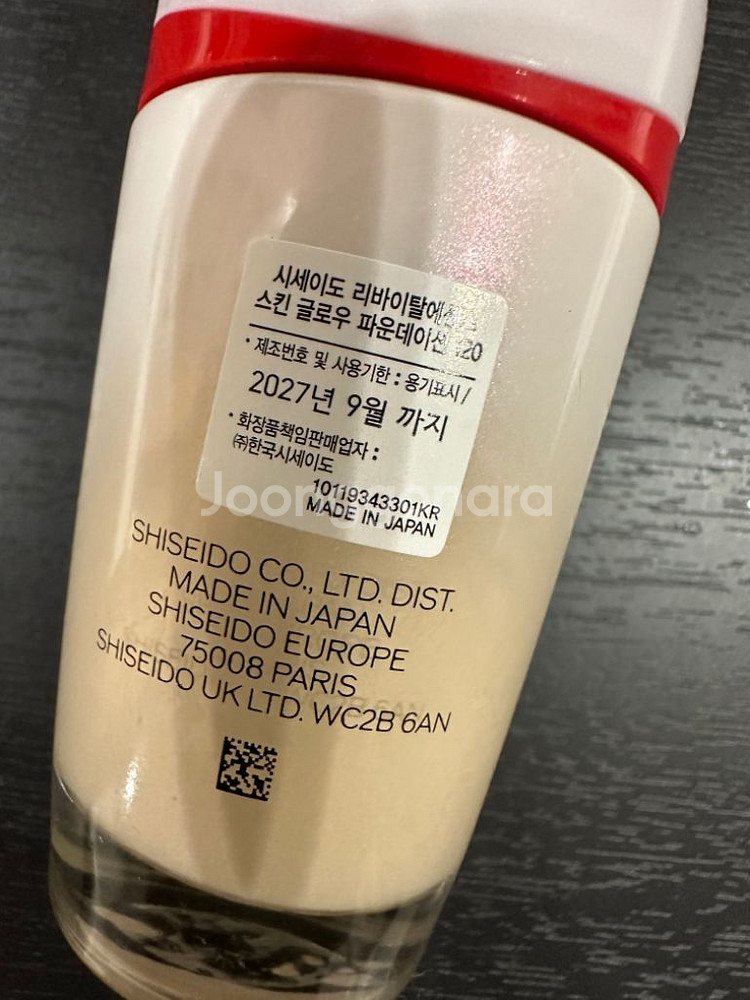 시세이도 리바이탈에
스킨 글로우 파운데이션 120
* 제조번호 및 사용기한 : 용기표시 /
2027년 9월 까지
* 화장품책임판매업자 :
㈜한국시세이도
10119343301KR
MADE IN JAPAN
Joonggonara
SHISEIDO CO., LTD. DIST.
MADE IN JAPAN
SHISEIDO EUROPE
75008 PARIS
SHISEIDO UK LTD. WC2B 6AN